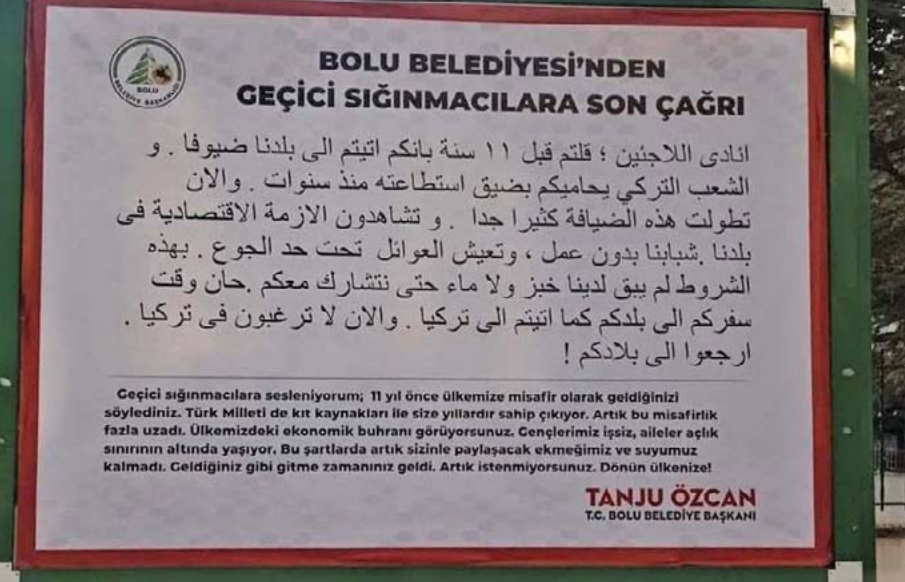 BOLU BELEDİYESİ'NDEN
GEÇİCİ SIĞINMACILARA SON ÇAĞRI
BOLU
BELEDİYE BAŞKANLIĞI
انادى اللاجئين ؛ قلتم قبل ١١ سنة بانكم اتيتم الى بلدنا ضيوفا . و
الشعب التركي يحاميكم بضيق استطاعته منذ سنوات . والان
تطولت هذه الضيافة كثيرا جدا . و تشاهدون الازمة الاقتصادية فى
بلدنا .شبابنا بدون عمل ، وتعيش العوائل تحت حد الجوع . بهذه
الشروط لم يبق لدينا خبز ولا ماء حتى نتشارك معكم .حان وقت
سفركم الى بلدكم كما اتيتم الى تركيا . والان لا ترغبون فى تركيا .
ارجعوا الى بلادكم !
Geçici sığınmacılara sesleniyorum; 11 yıl önce ülkemize misafir olarak geldiğinizi
söylediniz. Türk Milleti de kıt kaynakları ile size yıllardır sahip çıkıyor. Artık bu misafirlik
fazla uzadı. Ülkemizdeki ekonomik buhranı görüyorsunuz. Gençlerimiz işsiz, aileler açlık
sınırının altında yaşıyor. Bu şartlarda artık sizinle paylaşacak ekmeğimiz ve suyumuz
kalmadı. Geldiğiniz gibi gitme zamanınız geldi. Artık istenmiyorsunuz. Dönün ülkenize!
TANJU ÖZCAN
T.C. BOLU BELEDİYE BAŞKANI